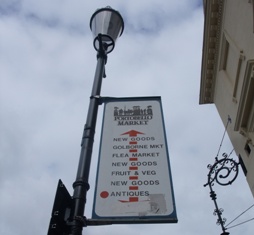 PORTOBELLO
MARKET
NEW GOODS
GOLBORNE MKT
FLEA MARKET
NEW GOODS
FRUIT & VEG
NEW GOODS
ANTIQUES